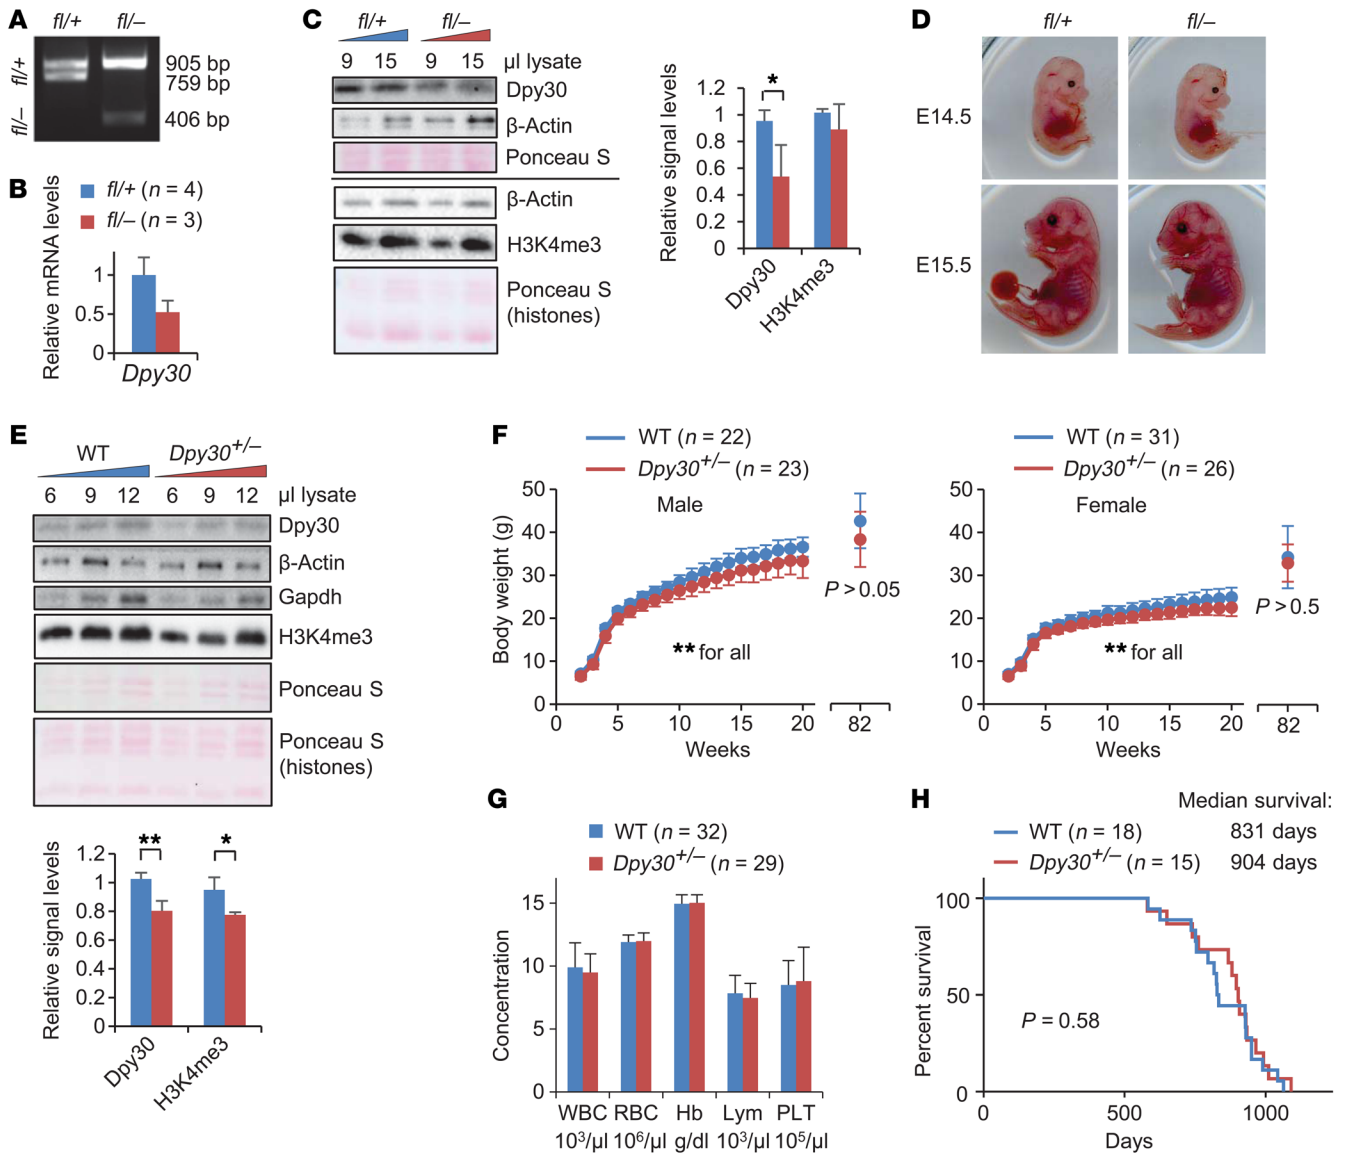 A
fl/+ fl/–
fl/+
fl/–
905 bp
759 bp
406 bp
B
fl/+ (n = 4)
fl/– (n = 3)
Relative mRNA levels
1
0.5
0
Dpy30
C
fl/+ fl/–
9 15 9 15 µl lysate
Dpy30
β-Actin
Ponceau S
β-Actin
H3K4me3
Ponceau S
(histones)
Relative signal levels
1.2
1
0.8
0.6
0.4
0.2
0
*
Dpy30
H3K4me3
D
fl/+ fl/–
E14.5
E15.5
E
WT Dpy30+/–
6 9 12 6 9 12 µl lysate
Dpy30
β-Actin
Gapdh
H3K4me3
Ponceau S
Ponceau S
(histones)
Relative signal levels
1.2
1
0.8
0.6
0.4
0.2
0
** *
Dpy30
H3K4me3
F
WT (n = 22)
Dpy30+/– (n = 23)
Male
Body weight (g)
50
40
30
20
10
0
P > 0.05
** for all
0 5 10 15 20 82
Weeks
WT (n = 31)
Dpy30+/– (n = 26)
Female
50
40
30
20
10
0
P > 0.5
** for all
0 5 10 15 20 82
Weeks
G
WT (n = 32)
Dpy30+/– (n = 29)
Concentration
15
10
5
0
WBC RBC Hb Lym PLT
10³/µl 10⁶/µl g/dl 10³/µl 10⁵/µl
H
Median survival:
WT (n = 18) 831 days
Dpy30+/– (n = 15) 904 days
Percent survival
100
50
0
P = 0.58
0 500 1000
Days